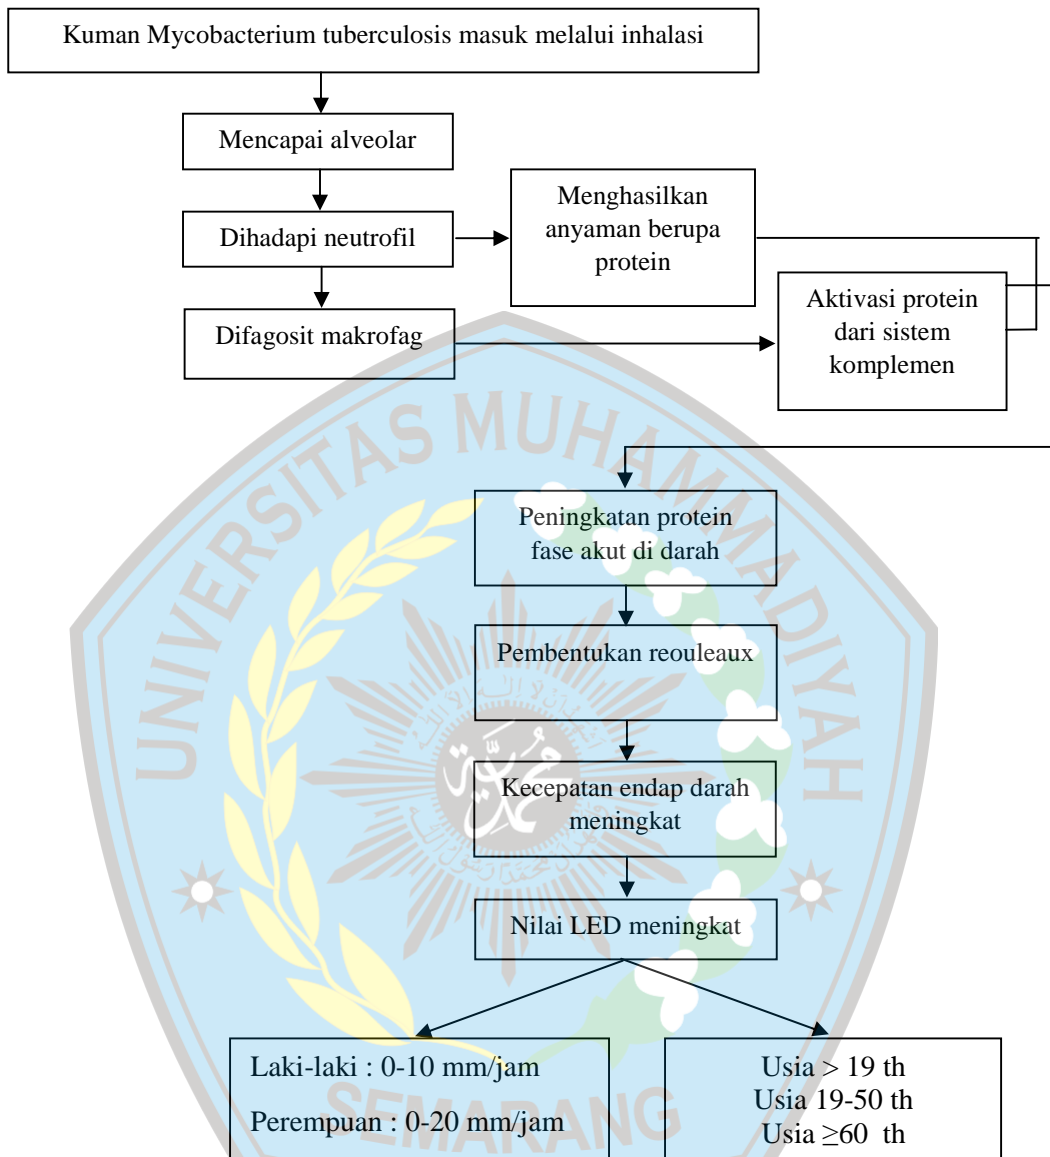 Kuman Mycobacterium tuberculosis masuk melalui inhalasi
Mencapai alveolar
Dihadapi neutrofil
Menghasilkan
anyaman berupa
protein
Difagosit makrofag
Aktivasi protein
dari sistem
komplemen
Peningkatan protein
fase akut di darah
Pembentukan reouleaux
Kecepatan endap darah
meningkat
Nilai LED meningkat
Laki-laki : 0-10 mm/jam
Perempuan : 0-20 mm/jam
Usia > 19 th
Usia 19-50 th
Usia ≥60 th
UNIVERSITAS MUHAMMADIYAH
SEMARANG